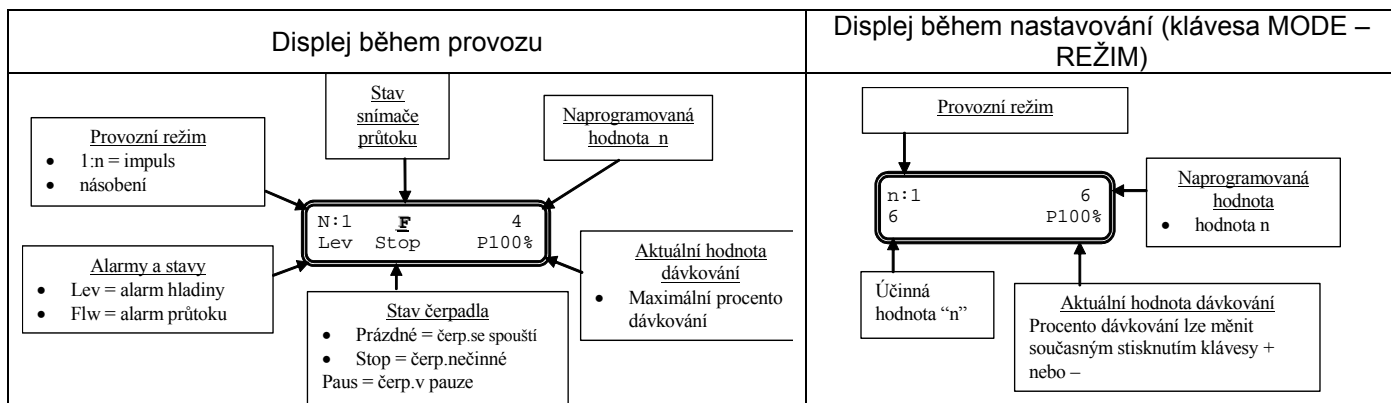 Displej během provozu
Displej během nastavování (klávesa MODE –
REŽIM)
Stav
snímače
průtoku
Provozní režim
• 1:n = impuls
• násobení
Naprogramovaná
hodnota n
N:1 F 4
Lev Stop P100%
Alarmy a stavy
• Lev = alarm hladiny
• Flw = alarm průtoku
Stav čerpadla
• Prázdné = čerp.se spouští
• Stop = čerp.nečinné
Paus = čerp.v pauze
Aktuální hodnota
dávkování
• Maximální procento
dávkování
Provozní režim
n:1 6
6 P100%
Naprogramovaná
hodnota
• hodnota n
Účinná
hodnota “n”
Aktuální hodnota dávkování
Procento dávkování lze měnit
současným stisknutím klávesy +
nebo –